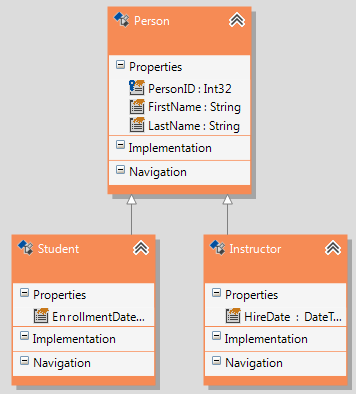 Person
Properties
PersonID : Int32
FirstName : String
LastName : String
Implementation
Navigation
Student
Properties
EnrollmentDate...
Implementation
Navigation
Instructor
Properties
HireDate : DateT...
Implementation
Navigation